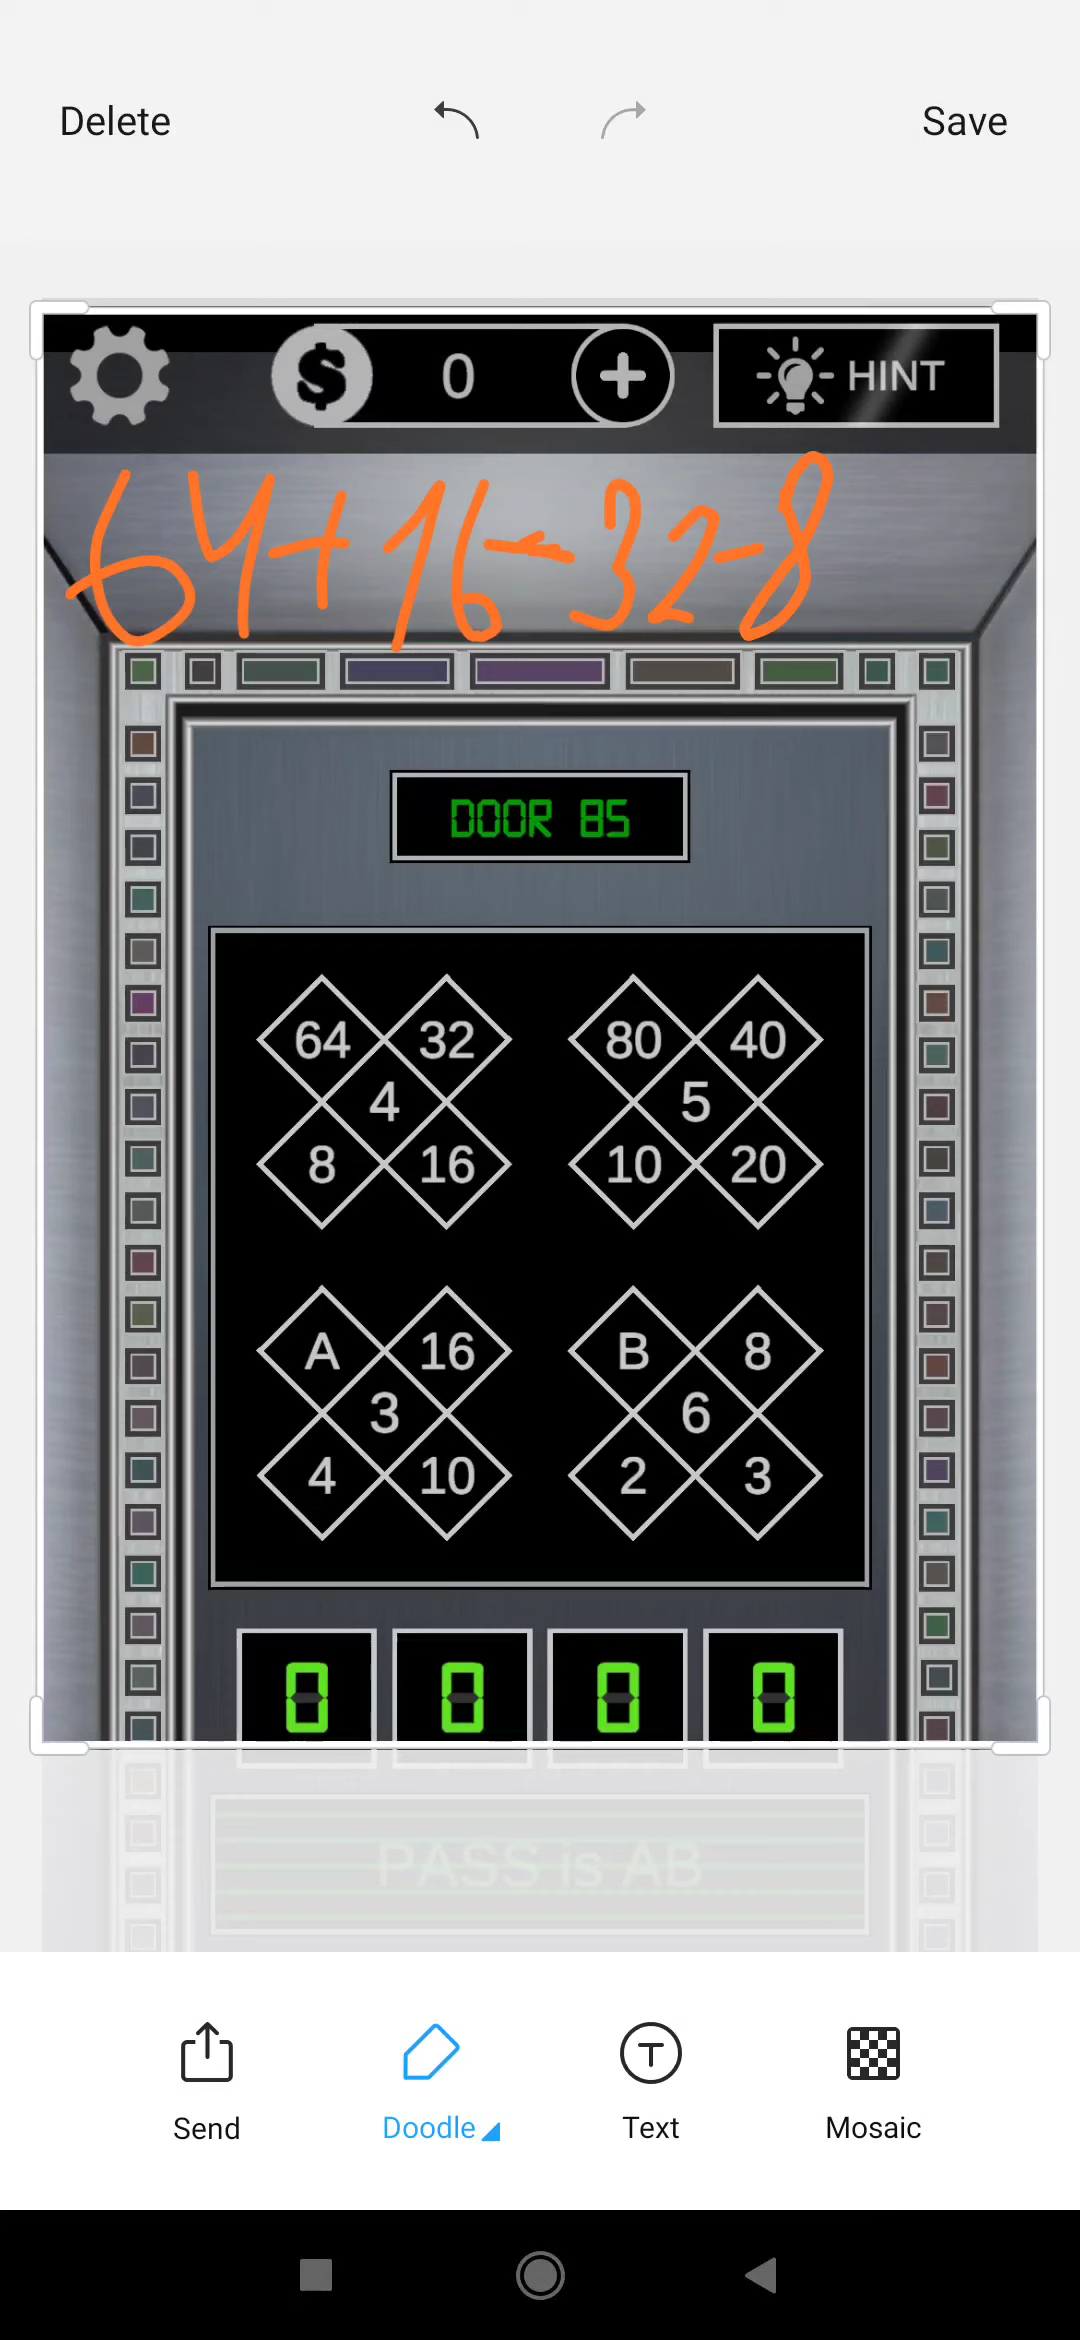 Delete Save
0 HINT
64+16-32-8
DOOR 85
64 32 80 40
4 5
8 16 10 20
A 16 B 8
3 6
4 10 2 3
0 0 0 0
PASS is AB
Send Doodle Text Mosaic